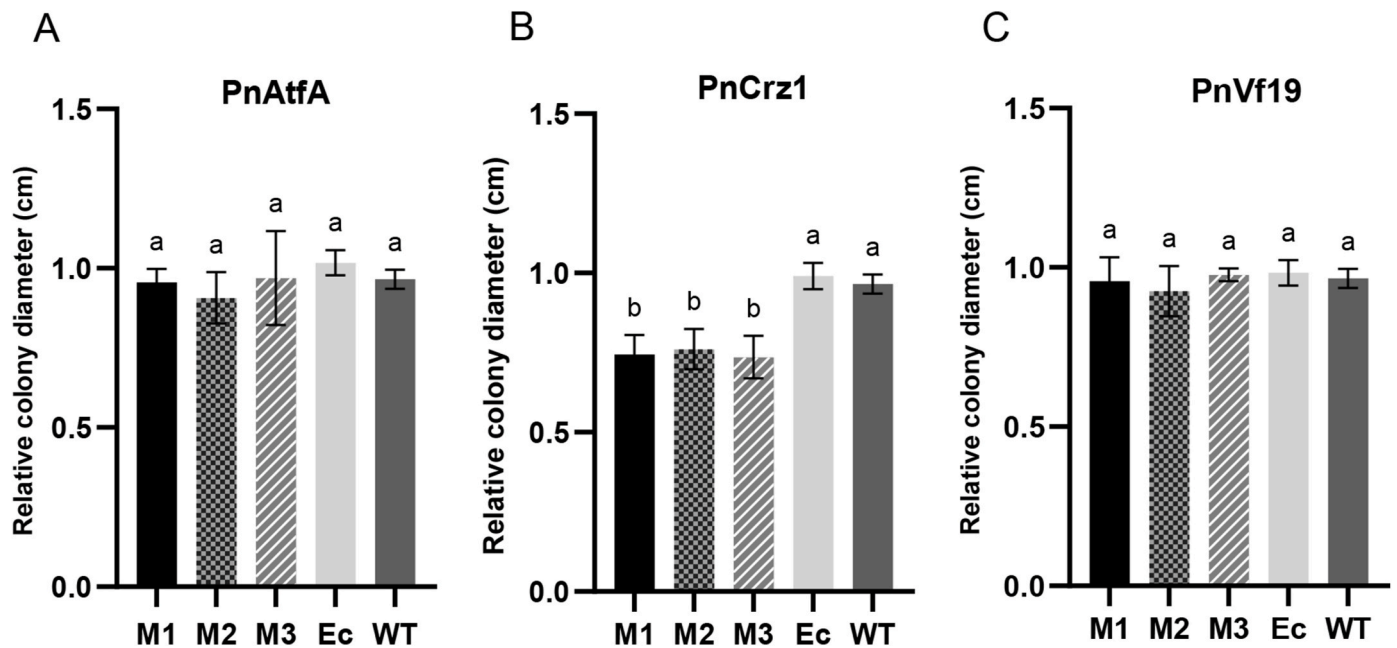 A
PnAtfA
Relative colony diameter (cm)
1.5
1.0
0.5
0.0
a a a a a
M1 M2 M3 Ec WT
B
PnCrz1
Relative colony diameter (cm)
1.5
1.0
0.5
0.0
b b b a a
M1 M2 M3 Ec WT
C
PnVf19
Relative colony diameter (cm)
1.5
1.0
0.5
0.0
a a a a a
M1 M2 M3 Ec WT